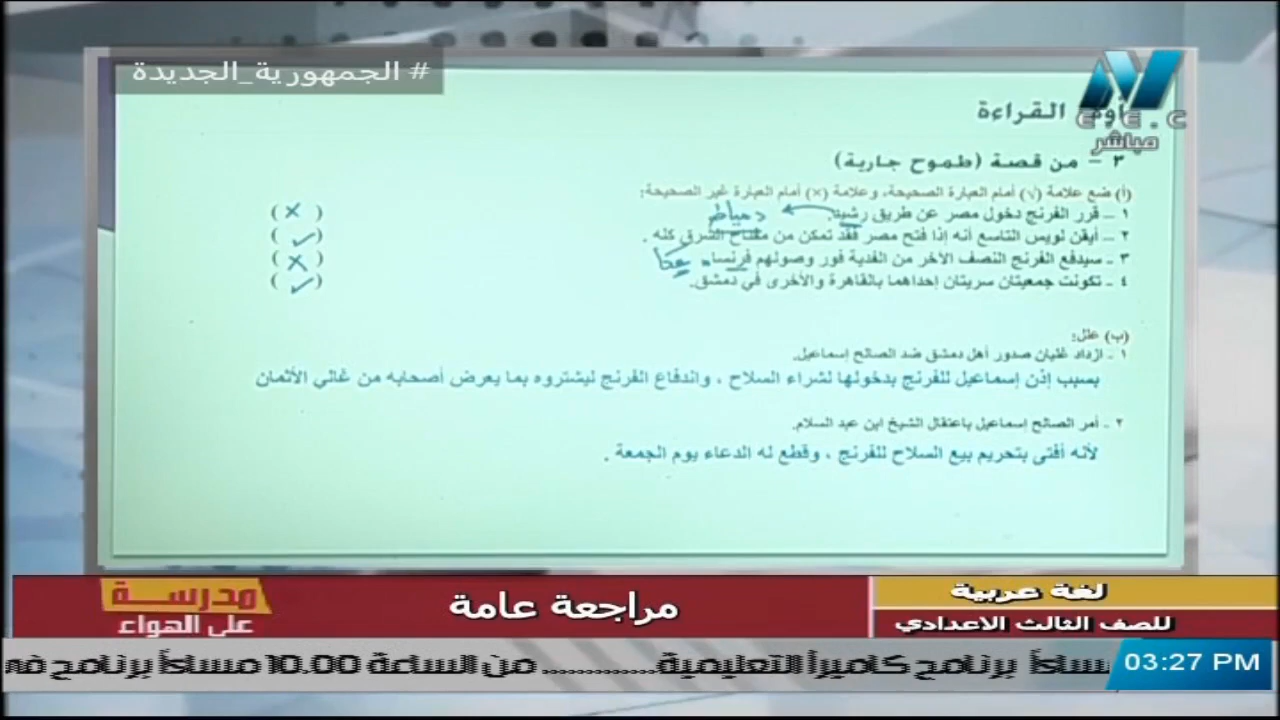 # الجمهورية_الجديدة
E.E.C
مباشر
القراءة
٣ – من قصة (طموح جارية)
(أ) ضع علامة (√) أمام العبارة الصحيحة، وعلامة (×) أمام العبارة غير الصحيحة:
١ – قرر الفرنج دخول مصر عن طريق رشيد. دمياط (×)
٢ – أيقن لويس التاسع أنه إذا فتح مصر فقد تمكن من مفتاح الشرق كله . (✓)
٣ – سيدفع الفرنج النصف الآخر من الفدية فور وصولهم فرنسا. عكا (×)
٤ – تكونت جمعيتان سريتان إحداهما بالقاهرة والأخرى في دمشق. (✓)
(ب) علل:
١ – ازداد غليان صدور أهل دمشق ضد الصالح إسماعيل.
بسبب إذن إسماعيل للفرنج بدخولها لشراء السلاح ، واندفاع الفرنج ليشتروه بما يعرض أصحابه من غالي الأثمان
٢ – أمر الصالح إسماعيل باعتقال الشيخ ابن عبد السلام.
لأنه أفتى بتحريم بيع السلاح للفرنج ، وقطع له الدعاء يوم الجمعة .
لغة عربية
للصف الثالث الاعدادي
مراجعة عامة
مدرسة
على الهواء
مساءاً برنامج كاميرا التعليمية............ من الساعة 10.00 مساءاً برنامج
03:27 PM